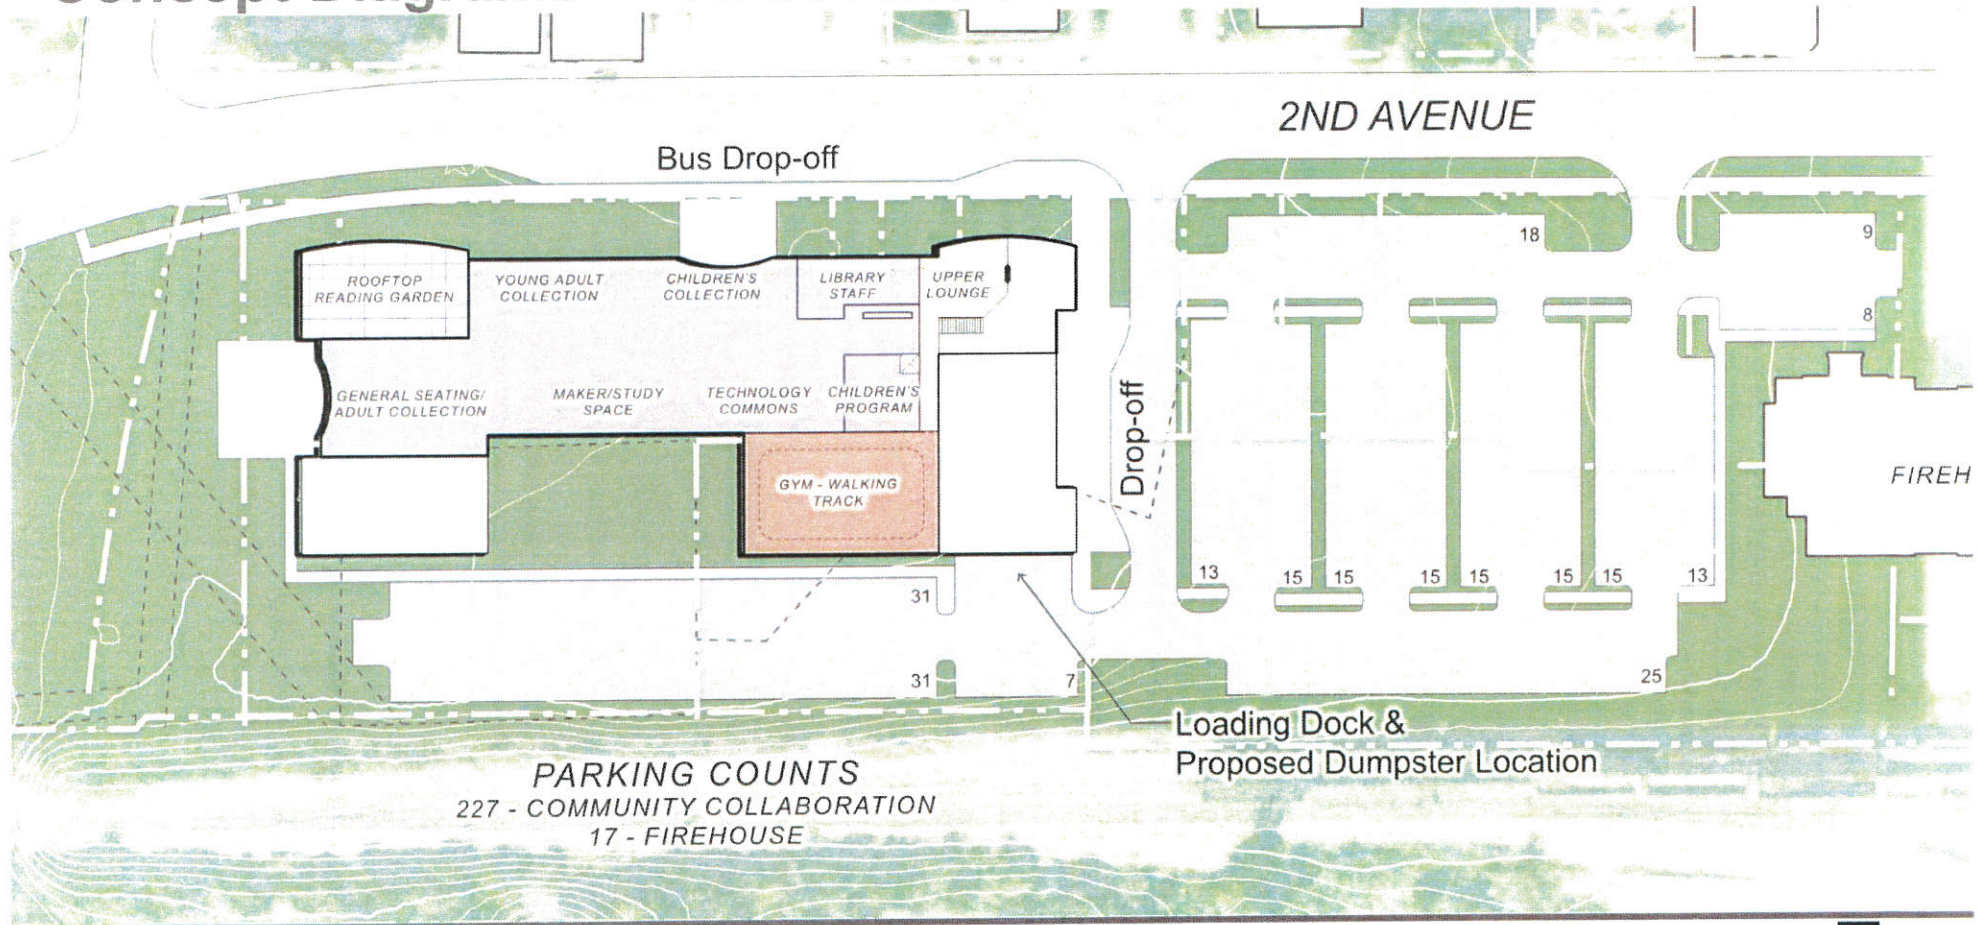 2ND AVENUE
Bus Drop-off
18
9
ROOFTOP
READING GARDEN
YOUNG ADULT
COLLECTION
CHILDREN'S
COLLECTION
LIBRARY
STAFF
UPPER
LOUNGE
8
GENERAL SEATING/
ADULT COLLECTION
MAKER/STUDY
SPACE
TECHNOLOGY
COMMONS
CHILDREN'S
PROGRAM
Drop-off
GYM - WALKING
TRACK
FIREH
13
15
15
15
15
15
15
13
31
31
7
25
Loading Dock &
Proposed Dumpster Location
PARKING COUNTS
227 - COMMUNITY COLLABORATION
17 - FIREHOUSE